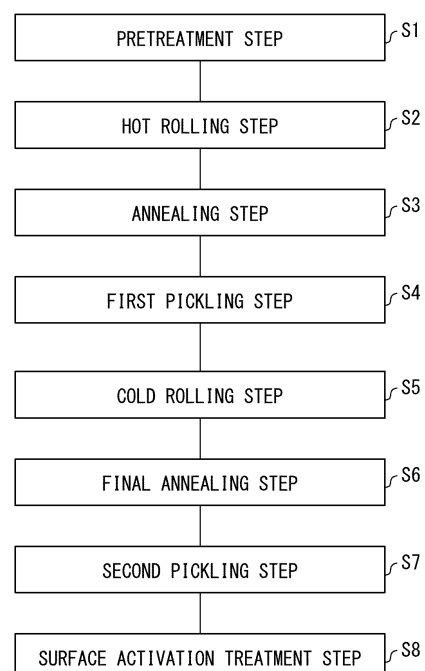 PRETREATMENT STEP S1
HOT ROLLING STEP S2
ANNEALING STEP S3
FIRST PICKLING STEP S4
COLD ROLLING STEP S5
FINAL ANNEALING STEP S6
SECOND PICKLING STEP S7
SURFACE ACTIVATION TREATMENT STEP S8